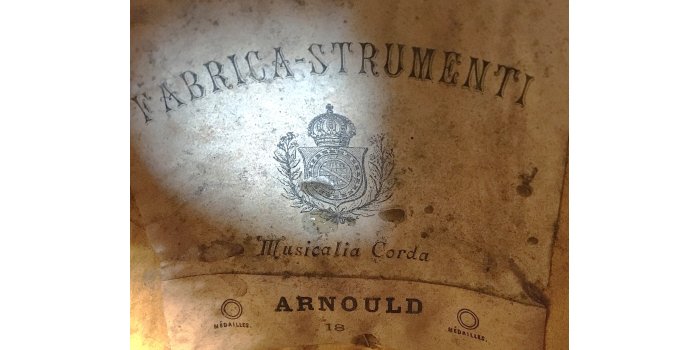 FABRICA-STRUMENTI
Musicalia Corda
ARNOULD
18
MÉDAILLES.
MÉDAILLES.